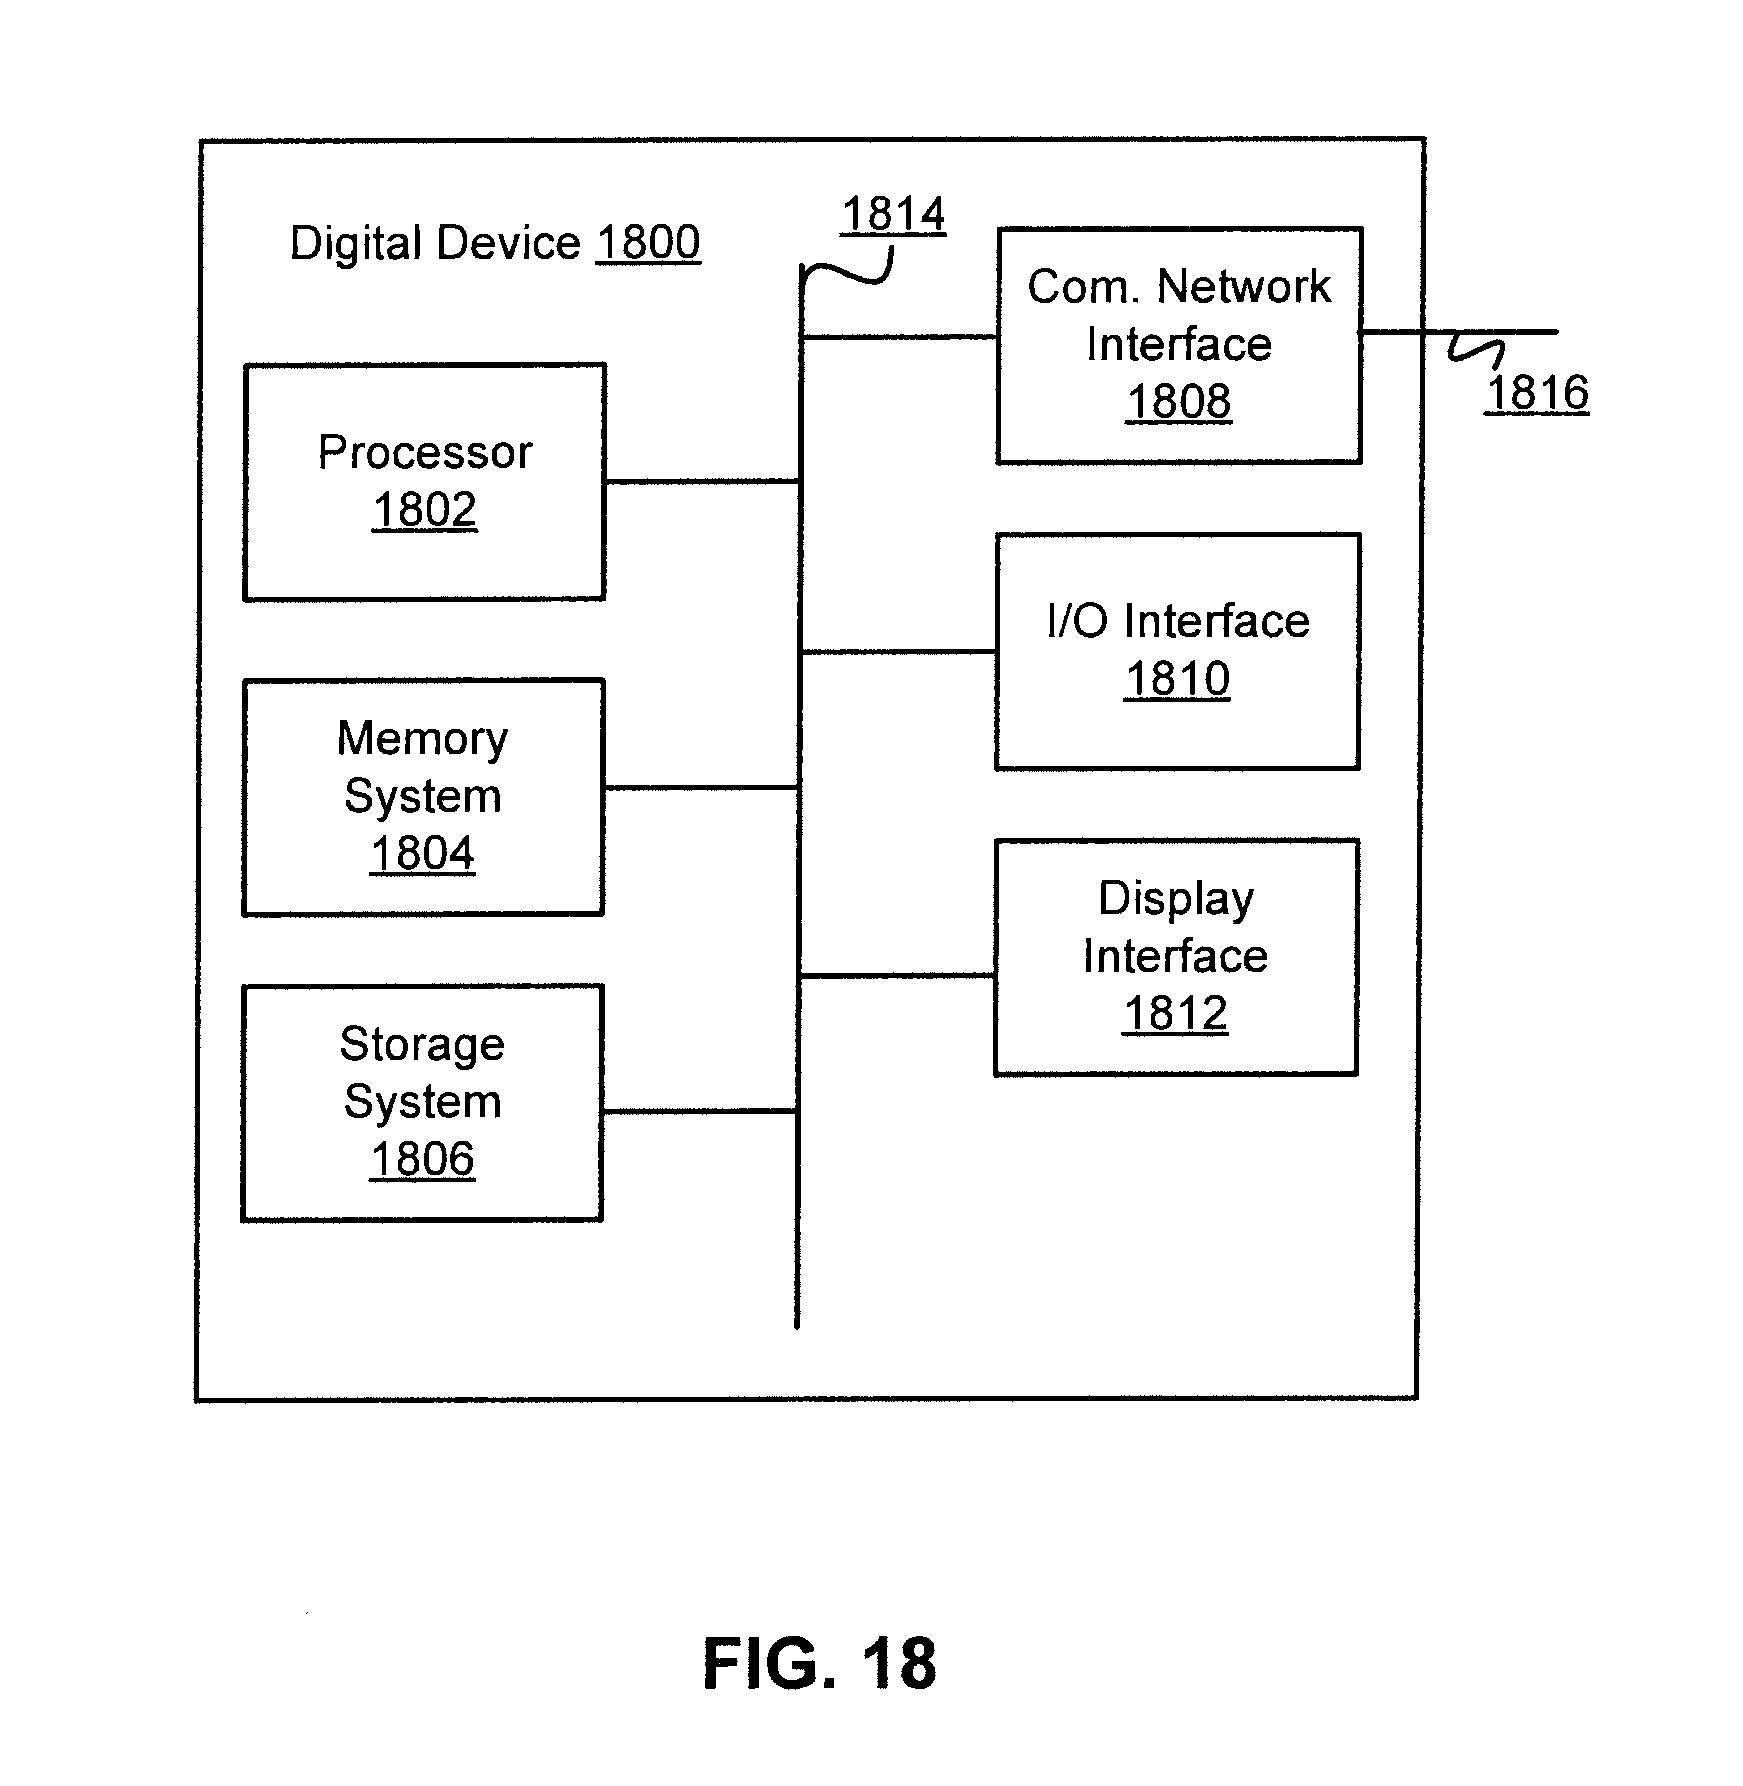 Digital Device 1800
1814
Com. Network
Interface
1808
1816
Processor
1802
I/O Interface
1810
Memory
System
1804
Display
Interface
1812
Storage
System
1806
FIG. 18